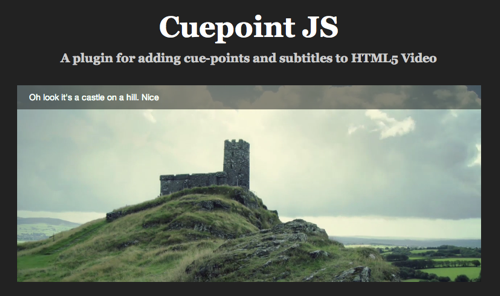 Cuepoint JS
A plugin for adding cue-points and subtitles to HTML5 Video
Oh look it's a castle on a hill. Nice